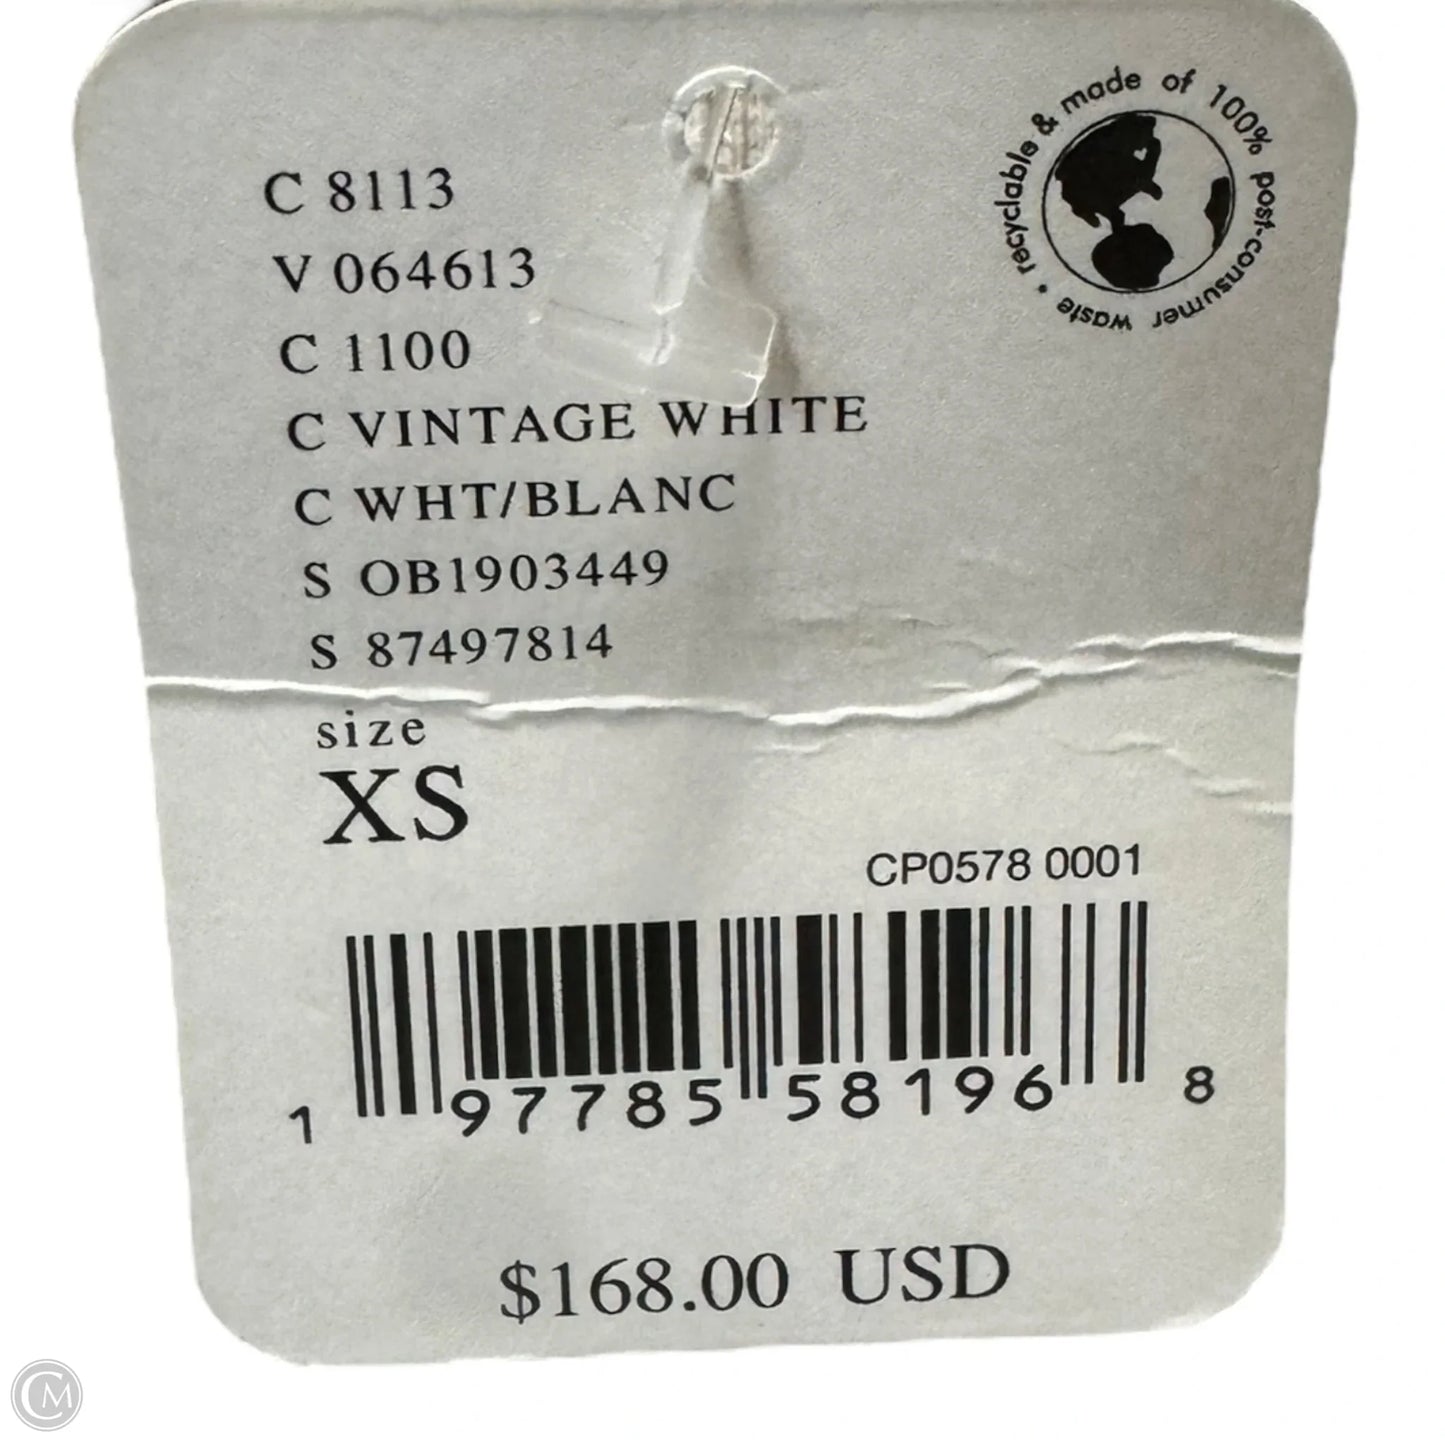 recyclable & made of 100% post-consumer waste •
C 8113
V 064613
C 1100
C VINTAGE WHITE
C WHT/BLANC
S OB1903449
S 87497814
size
XS
CP0578 0001
1 97785 58196 8
$168.00 USD
CM